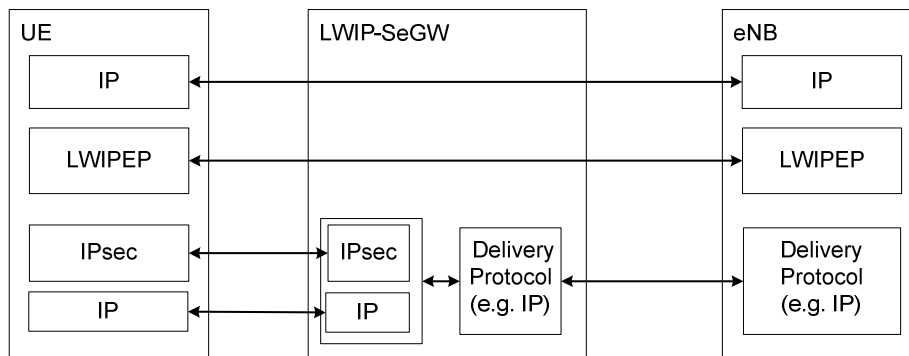 UE
LWIP-SeGW
eNB
IP
IP
LWIPEP
LWIPEP
IPsec
IPsec
Delivery
Protocol
(e.g. IP)
Delivery
Protocol
(e.g. IP)
IP
IP